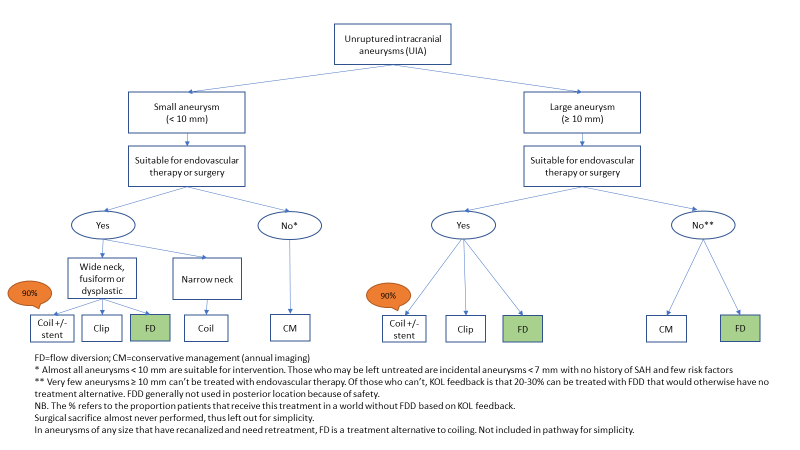 Unruptured intracranial
aneurysms (UIA)
Small aneurysm
(< 10 mm)
Large aneurysm
(≥ 10 mm)
Suitable for endovascular
therapy or surgery
Suitable for endovascular
therapy or surgery
Yes
No*
Yes
No**
Wide neck,
fusiform or
dysplastic
Narrow neck
90%
90%
Coil +/-
stent
Clip
FD
Coil
CM
Coil +/-
stent
Clip
FD
CM
FD
FD=flow diversion; CM=conservative management (annual imaging)
* Almost all aneurysms < 10 mm are suitable for intervention. Those who may be left untreated are incidental aneurysms < 7 mm with no history of SAH and few risk factors
** Very few aneurysms ≥ 10 mm can't be treated with endovascular therapy. Of those who can't, KOL feedback is that 20-30% can be treated with FDD that would otherwise have no
treatment alternative. FDD generally not used in posterior location because of safety.
NB. The % refers to the proportion patients that receive this treatment in a world without FDD based on KOL feedback.
Surgical sacrifice almost never performed, thus left out for simplicity.
In aneurysms of any size that have recanalized and need retreatment, FD is a treatment alternative to coiling. Not included in pathway for simplicity.